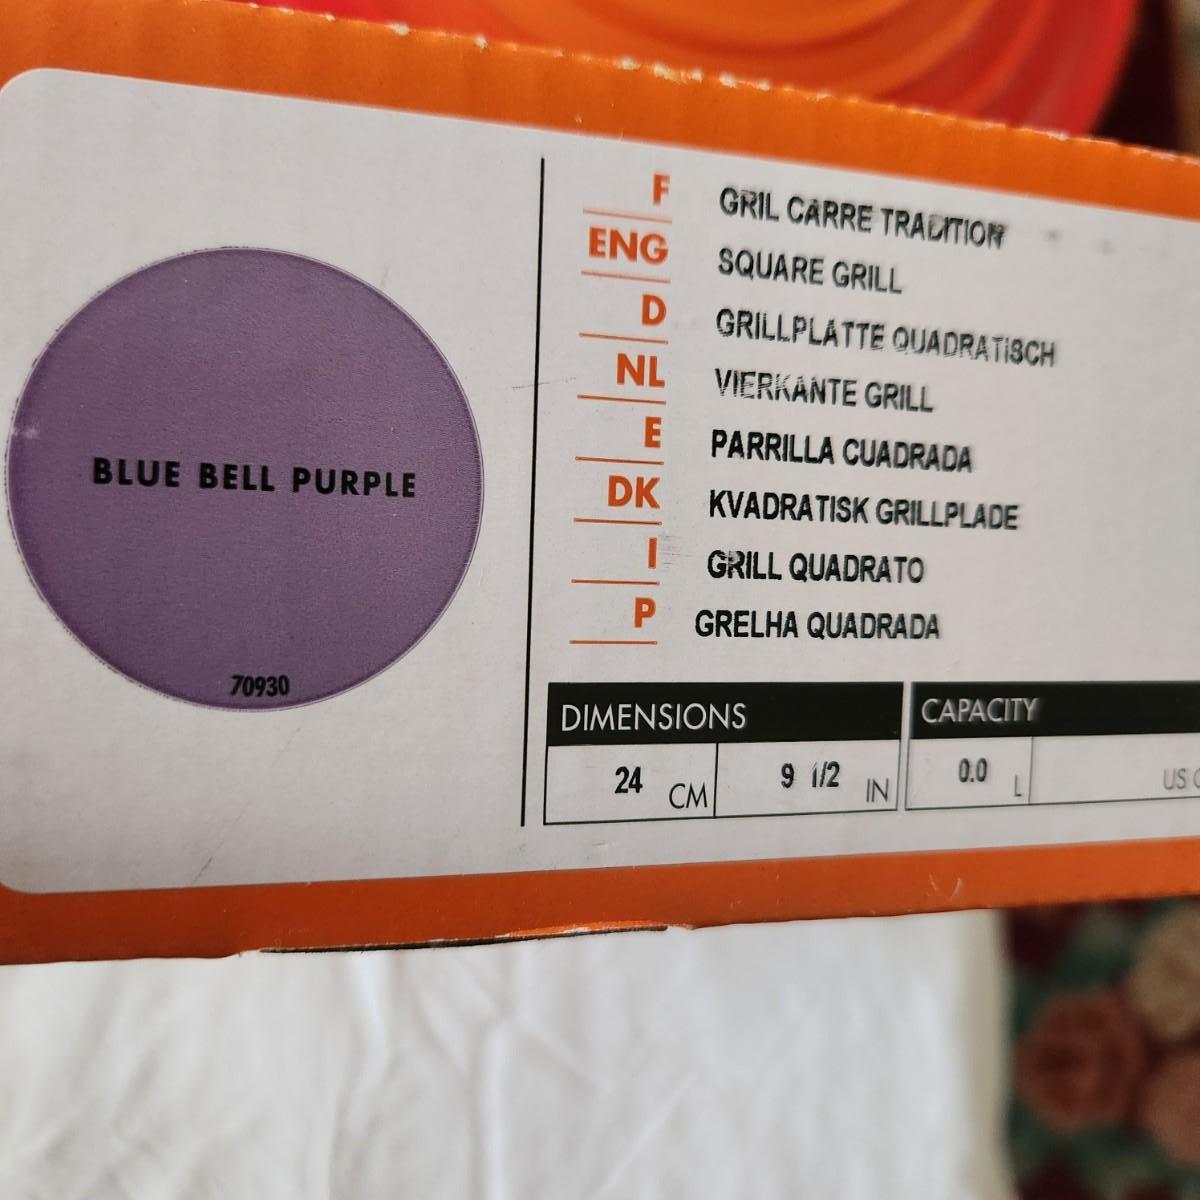 BLUE BELL PURPLE
70930
F GRIL CARRE TRADITION
ENG SQUARE GRILL
D GRILLPLATTE QUADRATISCH
NL VIERKANTE GRILL
E PARRILLA CUADRADA
DK KVADRATISK GRILLPLADE
I GRILL QUADRATO
P GRELHA QUADRADA
DIMENSIONS CAPACITY
24 CM 9 1/2 IN 0.0 L US